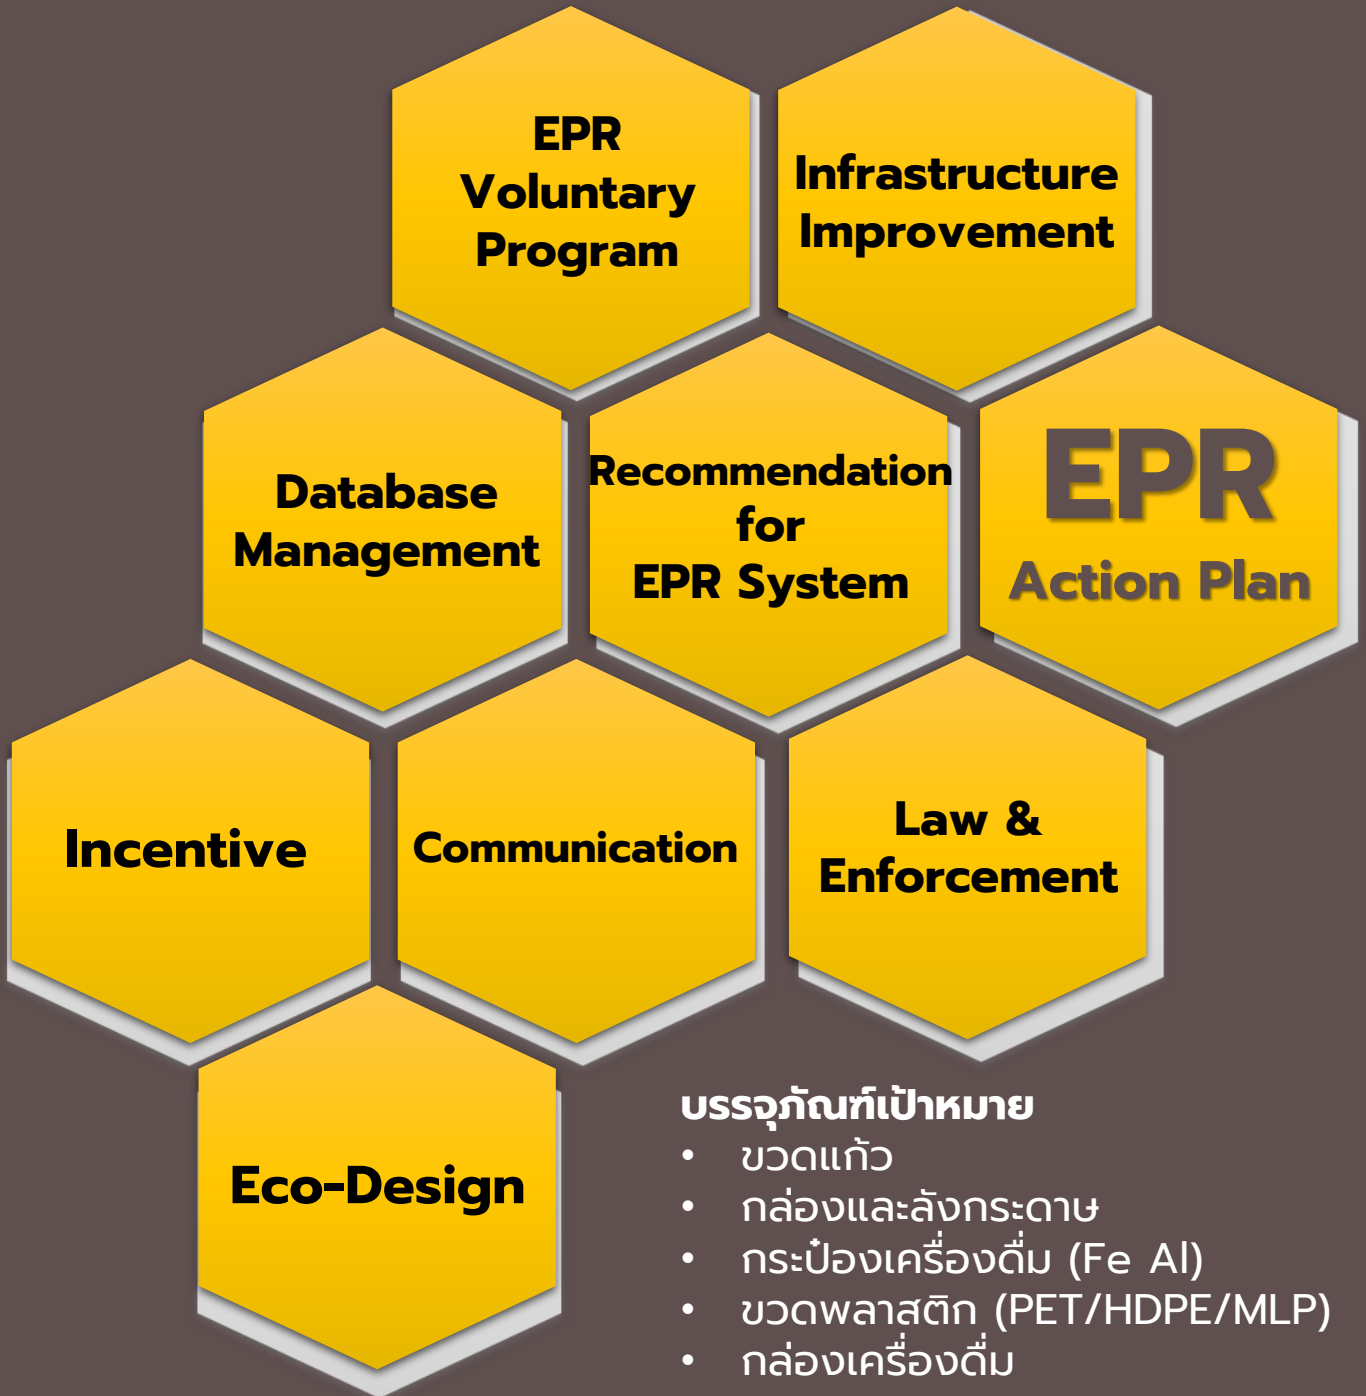 EPR
Voluntary
Program
Infrastructure
Improvement
Database
Management
Recommendation
for
EPR System
EPR
Action Plan
Incentive
Communication
Law &
Enforcement
Eco-Design
บรรจุภัณฑ์เป้าหมาย
• ขวดแก้ว
• กล่องและลังกระดาษ
• กระป๋องเครื่องดื่ม (Fe Al)
• ขวดพลาสติก (PET/HDPE/MLP)
• กล่องเครื่องดื่ม